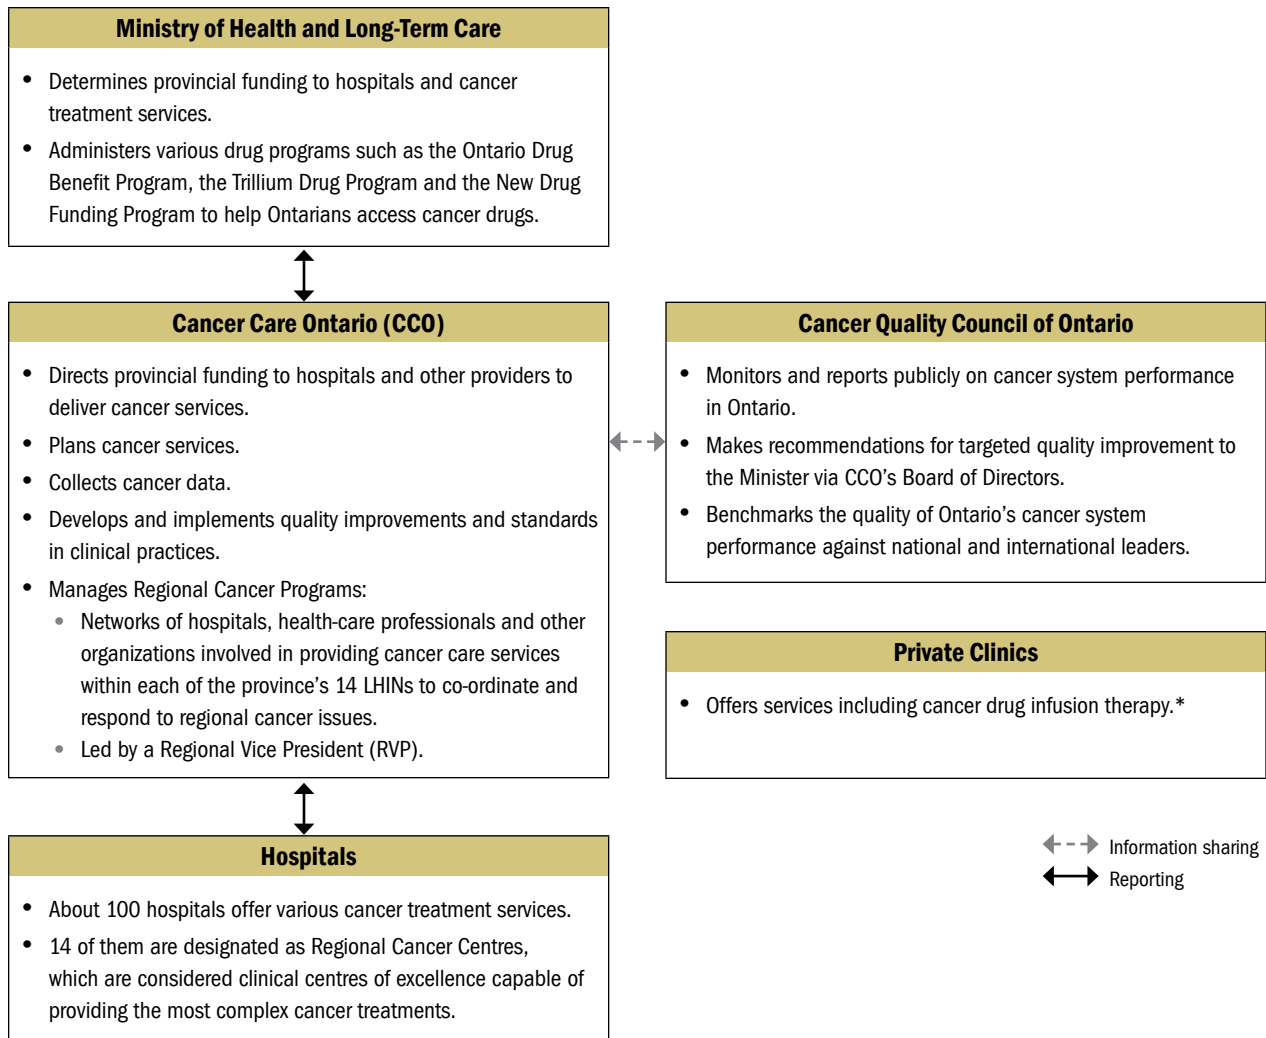 Ministry of Health and Long-Term Care
• Determines provincial funding to hospitals and cancer
treatment services.
• Administers various drug programs such as the Ontario Drug
Benefit Program, the Trillium Drug Program and the New Drug
Funding Program to help Ontarians access cancer drugs.
Cancer Care Ontario (CCO)
• Directs provincial funding to hospitals and other providers to
deliver cancer services.
• Plans cancer services.
• Collects cancer data.
• Develops and implements quality improvements and standards
in clinical practices.
• Manages Regional Cancer Programs:
• Networks of hospitals, health-care professionals and other
organizations involved in providing cancer care services
within each of the province's 14 LHINs to co-ordinate and
respond to regional cancer issues.
• Led by a Regional Vice President (RVP).
Cancer Quality Council of Ontario
• Monitors and reports publicly on cancer system performance
in Ontario.
• Makes recommendations for targeted quality improvement to
the Minister via CCO's Board of Directors.
• Benchmarks the quality of Ontario's cancer system
performance against national and international leaders.
Private Clinics
• Offers services including cancer drug infusion therapy.*
Hospitals
• About 100 hospitals offer various cancer treatment services.
• 14 of them are designated as Regional Cancer Centres,
which are considered clinical centres of excellence capable of
providing the most complex cancer treatments.
Information sharing
Reporting